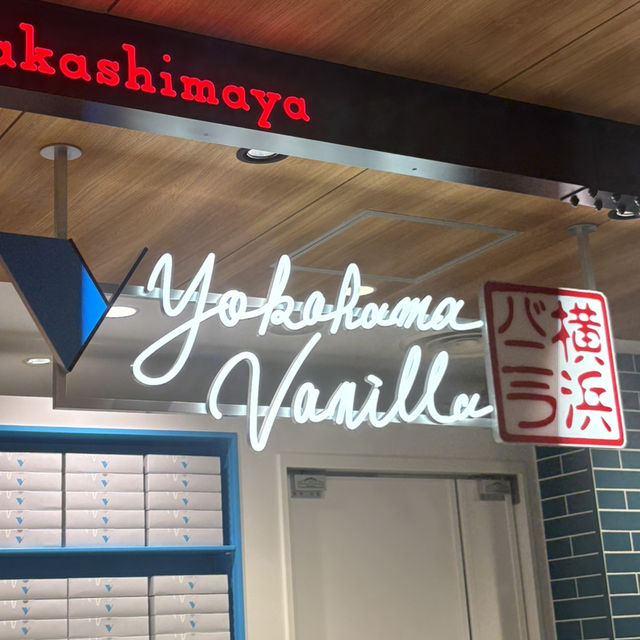 akashimaya
Yokohama
Vanilla
横浜
バニラ